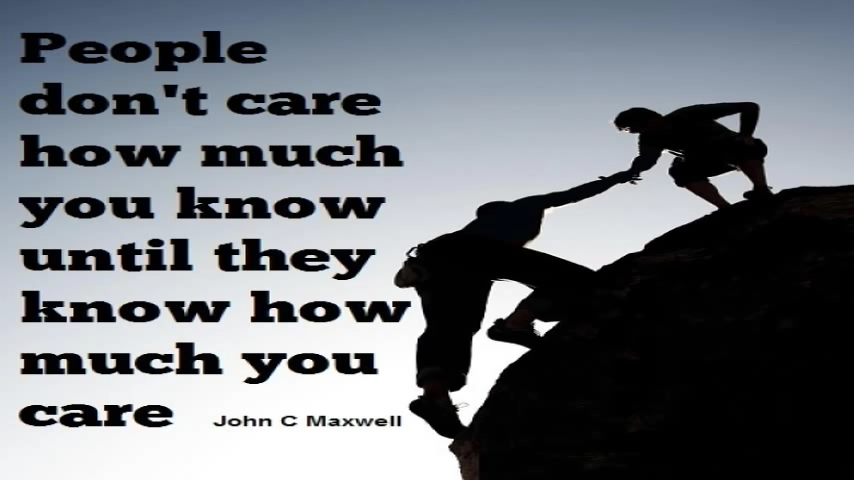 People
don't care
how much
you know
until they
know how
much you
care
John C Maxwell